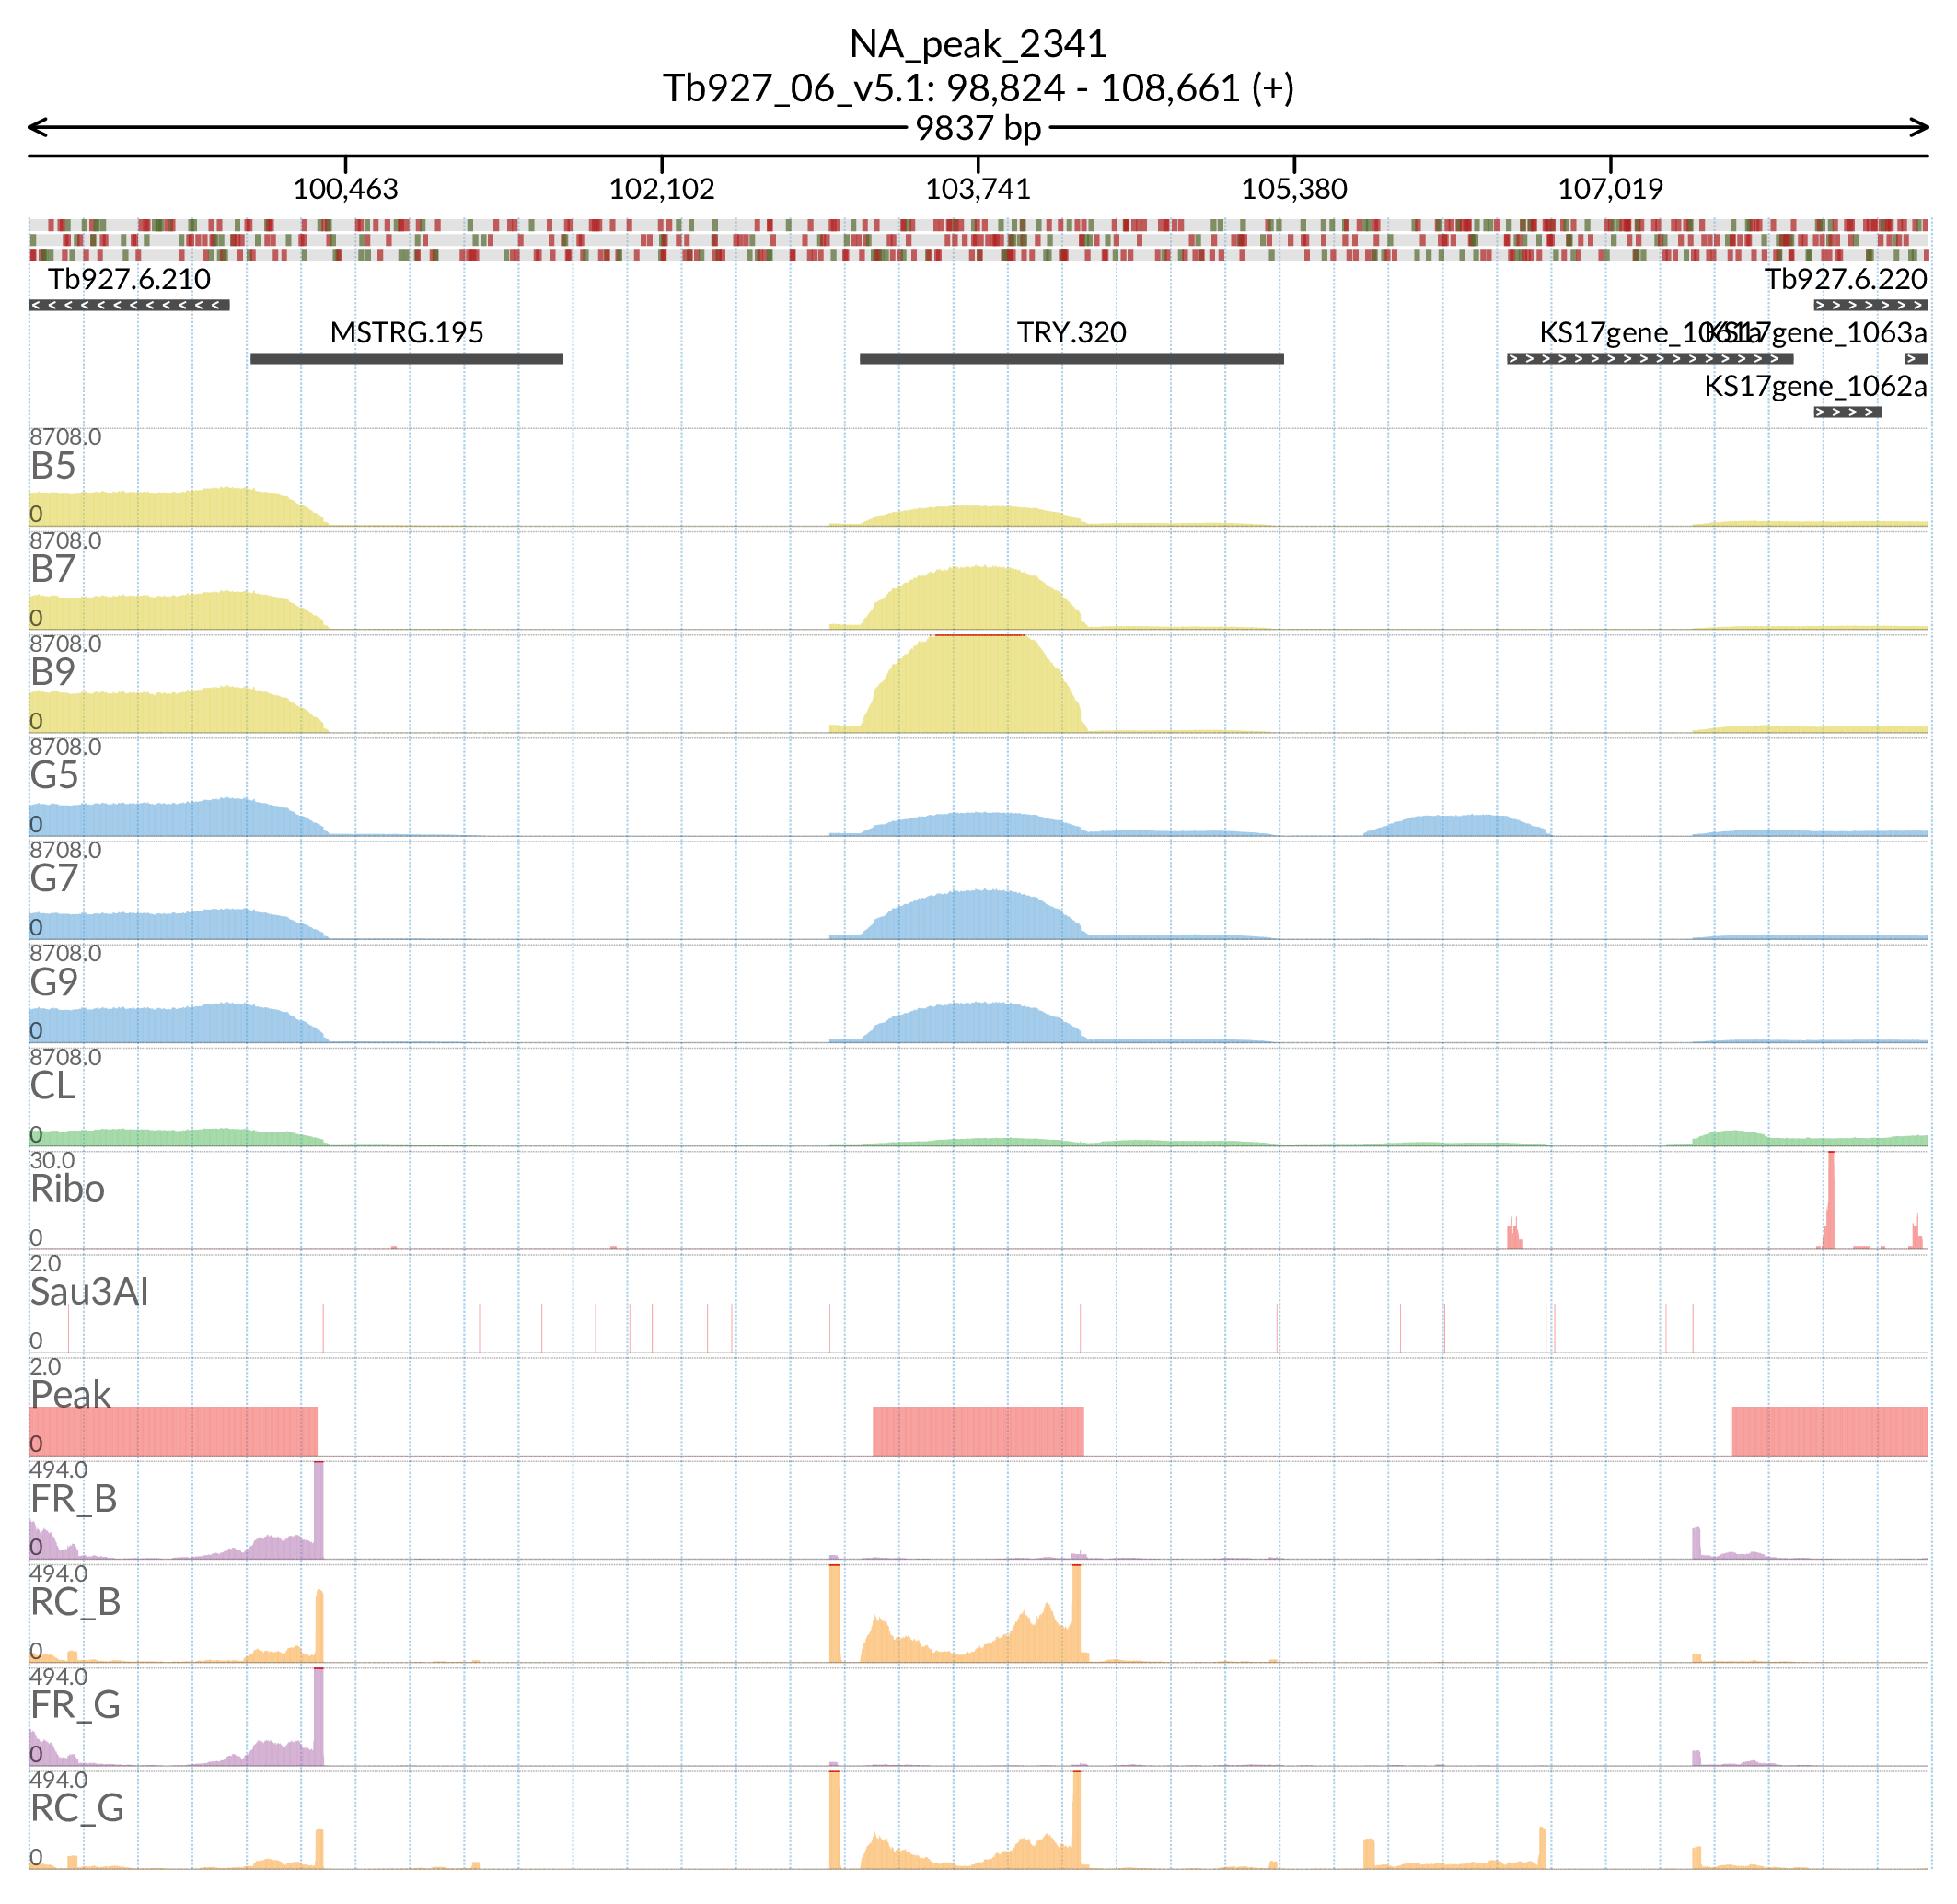 NA_peak_2341
Tb927_06_v5.1: 98,824 - 108,661 (+)
9837 bp
100,463 102,102 103,741 105,380 107,019
Tb927.6.210 Tb927.6.220
MSTRG.195 TRY.320 KS17gene_1061a KS17gene_1063a
KS17gene_1062a
8708.0
B5
0
8708.0
B7
0
8708.0
B9
0
8708.0
G5
0
8708.0
G7
0
8708.0
G9
0
8708.0
CL
0
30.0
Ribo
0
2.0
Sau3AI
0
2.0
Peak
0
494.0
FR_B
0
494.0
RC_B
0
494.0
FR_G
0
494.0
RC_G
0